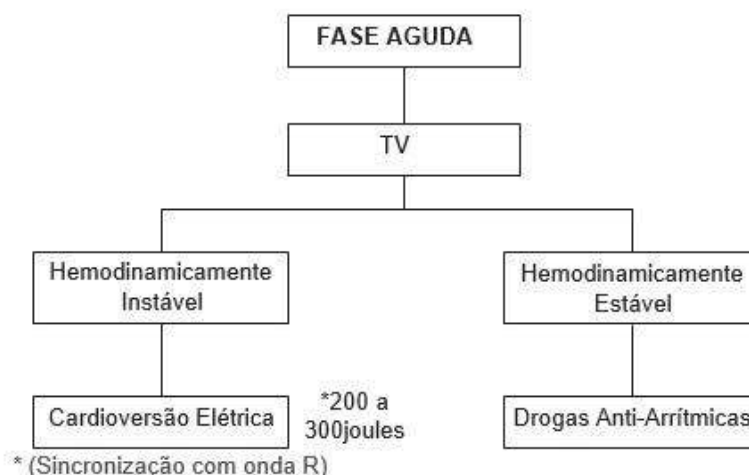 FASE AGUDA
TV
Hemodinamicamente
Instável
Hemodinamicamente
Estável
Cardioversão Elétrica
*200 a
300joules
Drogas Anti-Arrítmicas
* (Sincronização com onda R)